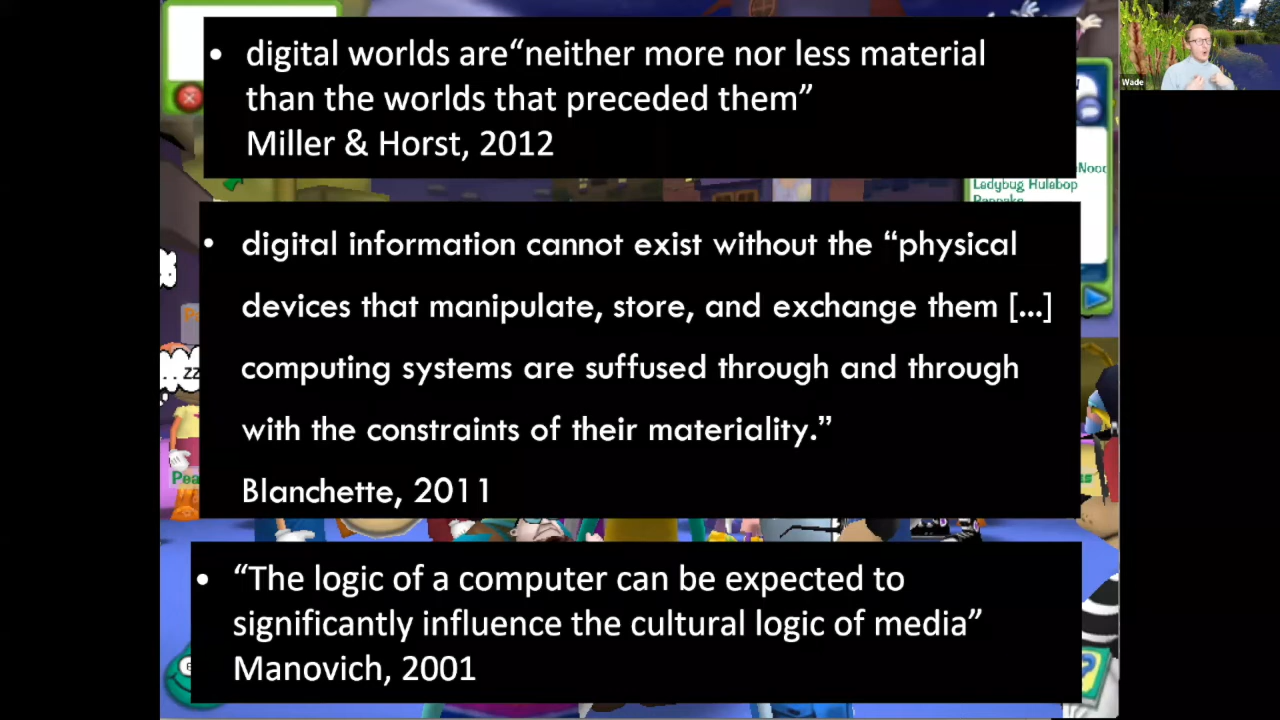 • digital worlds are“neither more nor less material
than the worlds that preceded them”
Miller & Horst, 2012
Wade
Ladybug Hulabop
• digital information cannot exist without the “physical
devices that manipulate, store, and exchange them [...]
computing systems are suffused through and through
with the constraints of their materiality.”
Blanchette, 2011
. . zz
Pea
• “The logic of a computer can be expected to
significantly influence the cultural logic of media”
Manovich, 2001
?